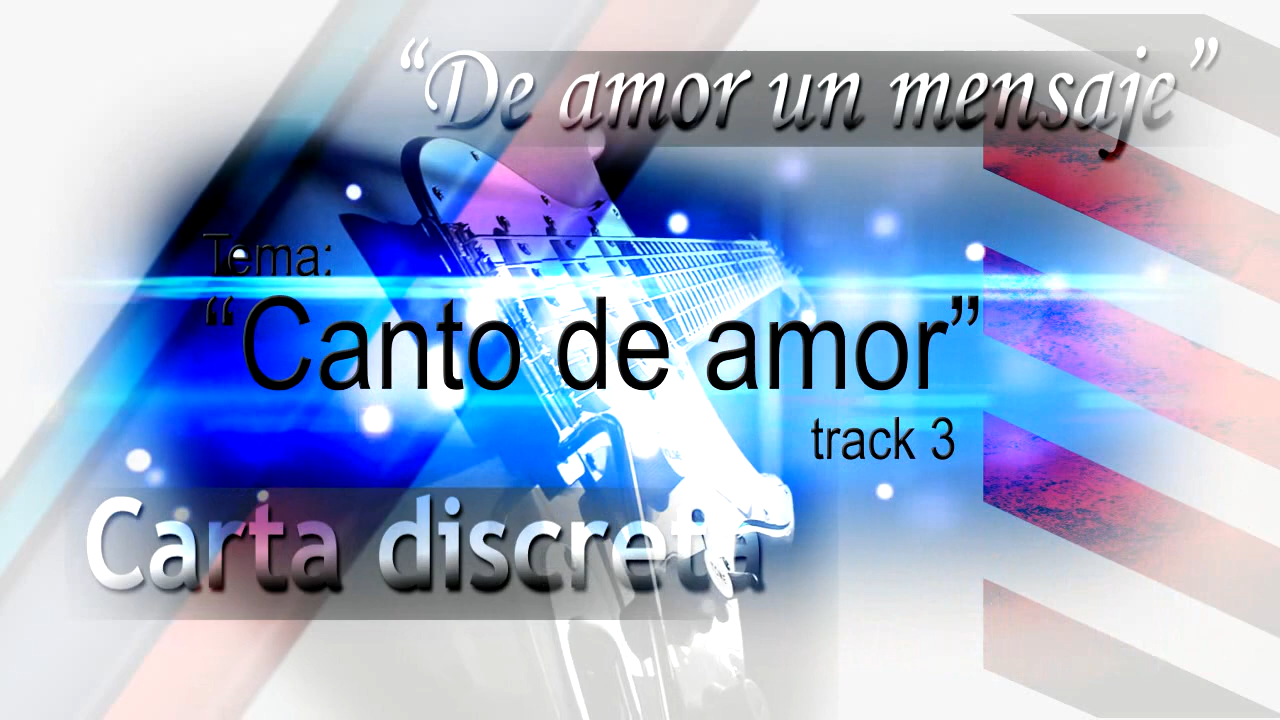 “De amor un mensaje”
Tema:
“Canto de amor”
track 3
Carta discreta